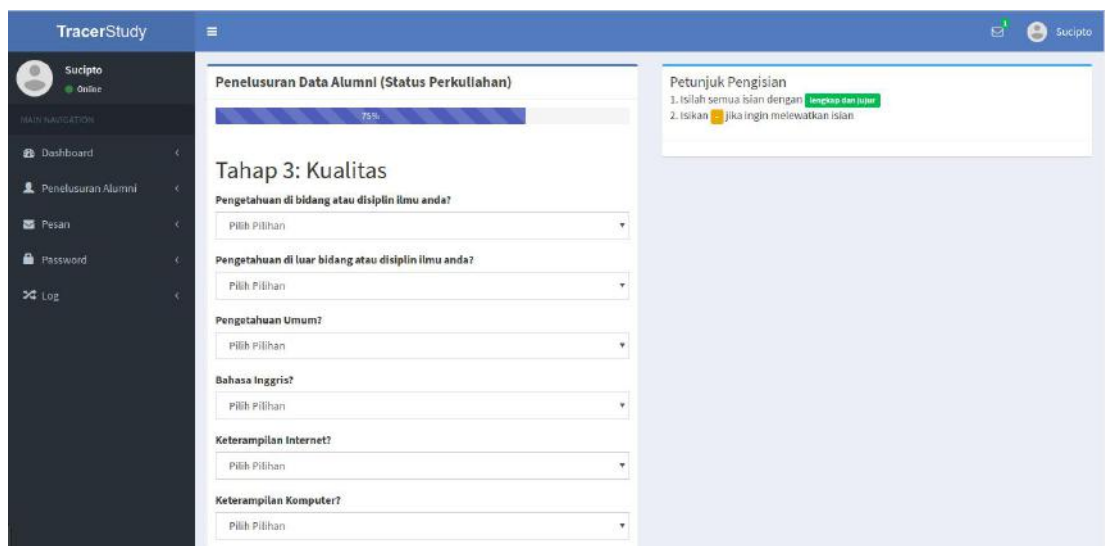 TracerStudy
1
Sucipto
Sucipto
Online
MAIN NAVIGATION
Dashboard
Penelusuran Alumni
Pesan
Password
Log
Penelusuran Data Alumni (Status Perkuliahan)
75%
Tahap 3: Kualitas
Pengetahuan di bidang atau disiplin ilmu anda?
Pilih Pilihan
Pengetahuan di luar bidang atau disiplin ilmu anda?
Pilih Pilihan
Pengetahuan Umum?
Pilih Pilihan
Bahasa Inggris?
Pilih Pilihan
Keterampilan Internet?
Pilih Pilihan
Keterampilan Komputer?
Pilih Pilihan
Petunjuk Pengisian
1. Isilah semua isian dengan lengkap dan jujur
2. Isikan - jika ingin melewatkan isian